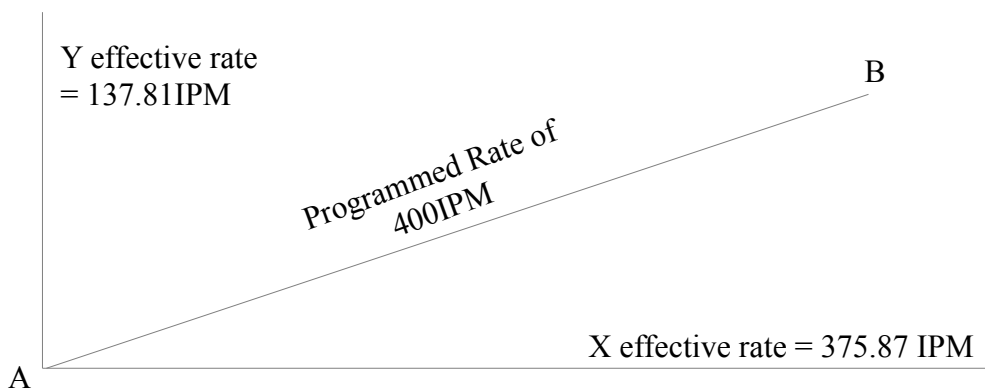 Y effective rate
= 137.81IPM
B
Programmed Rate of
400IPM
X effective rate = 375.87 IPM
A